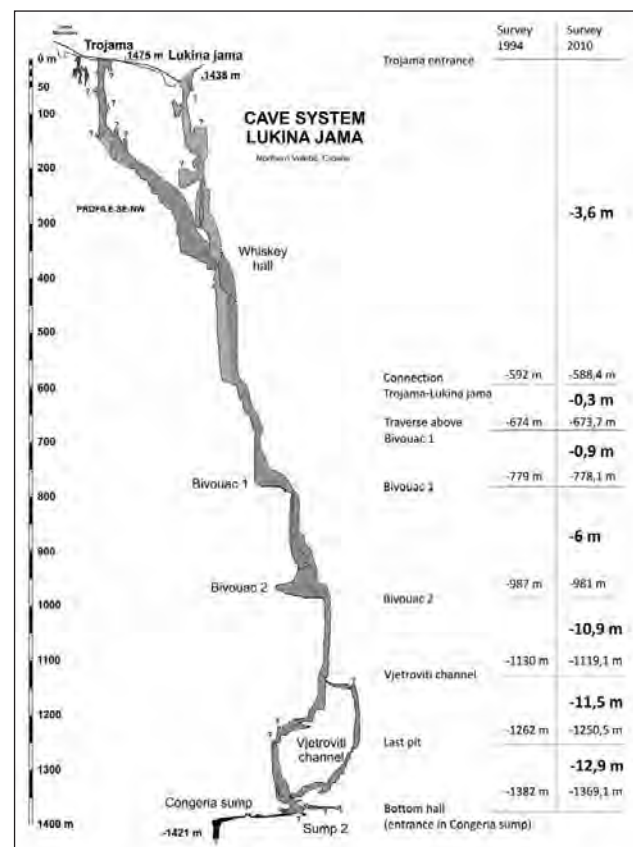 Trojama
1475 m
Lukina jama
1438 m
CAVE SYSTEM
LUKINA JAMA
Northern Velebit, Croatia
PROFILE-SE-NW
0 m
50
100
200
300
400
500
600
700
800
900
1000
1100
1200
1300
1400 m
Whiskey
hall
Bivouac 1
Bivouac 2
Vjetroviti
channel
Congeria sump
-1421 m
Sump 2
?
?
?
?
?
?
?
?
?
?
?
Survey
1994
Survey
2010
Trojama entrance
-3,6 m
Connection
Trojama-Lukina jama
-592 m
-588,4 m
-0,3 m
Traverse above
Bivouac 1
-674 m
-673,7 m
-0,9 m
Bivouac 1
-779 m
-778,1 m
-6 m
Bivouac 2
-987 m
-981 m
-10,9 m
Vjetroviti channel
-1130 m
-1119,1 m
-11,5 m
Last pit
-1262 m
-1250,5 m
-12,9 m
Bottom hall
(entrance in Congeria sump)
-1382 m
-1369,1 m